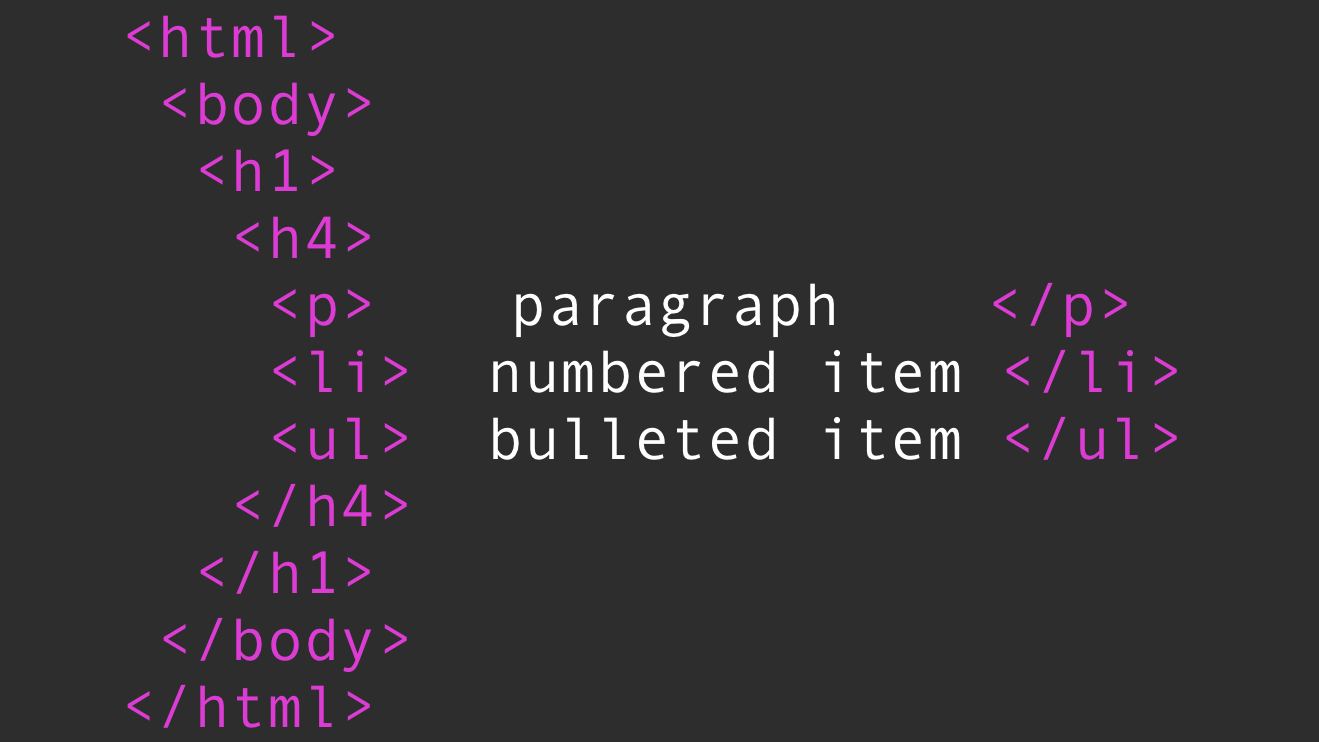 <html>
<body>
<h1>
<h4>
<p> paragraph </p>
<li> numbered item </li>
<ul> bulleted item </ul>
</h4>
</h1>
</body>
</html>